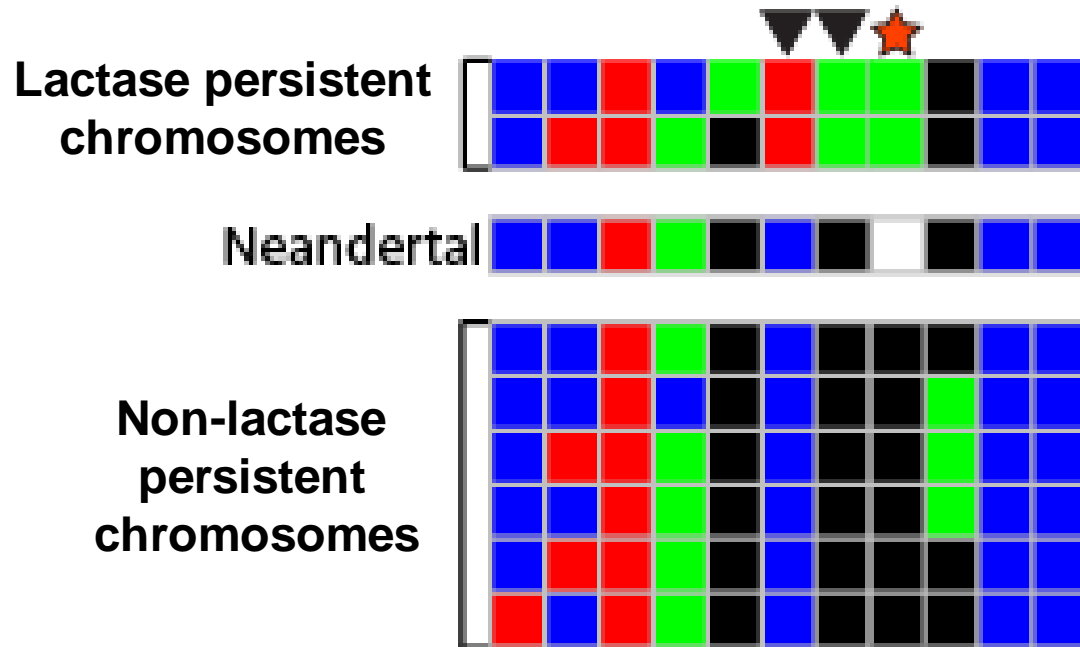 Lactase persistent
chromosomes
Neandertal
Non-lactase
persistent
chromosomes